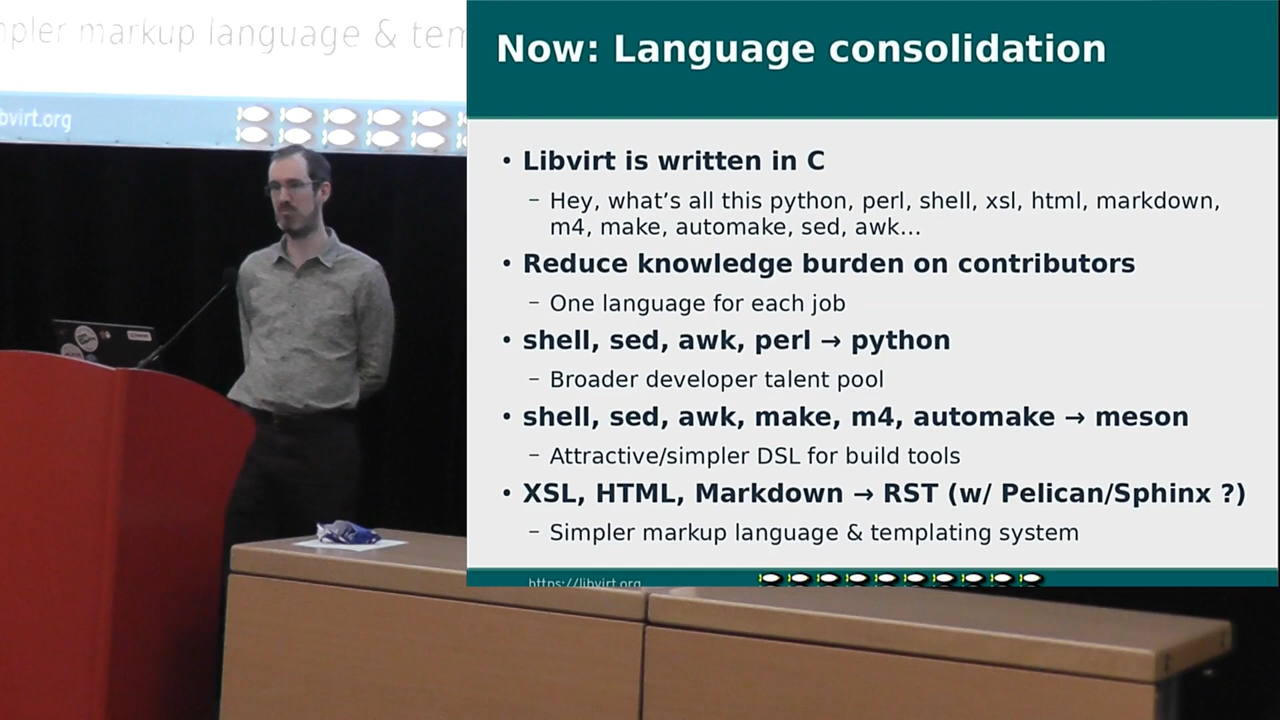 mpler markup language & tem
bvirt.org
Now: Language consolidation
• Libvirt is written in C
– Hey, what’s all this python, perl, shell, xsl, html, markdown,
m4, make, automake, sed, awk...
• Reduce knowledge burden on contributors
– One language for each job
• shell, sed, awk, perl → python
– Broader developer talent pool
• shell, sed, awk, make, m4, automake → meson
– Attractive/simpler DSL for build tools
• XSL, HTML, Markdown → RST (w/ Pelican/Sphinx ?)
– Simpler markup language & templating system
https://libvirt.org